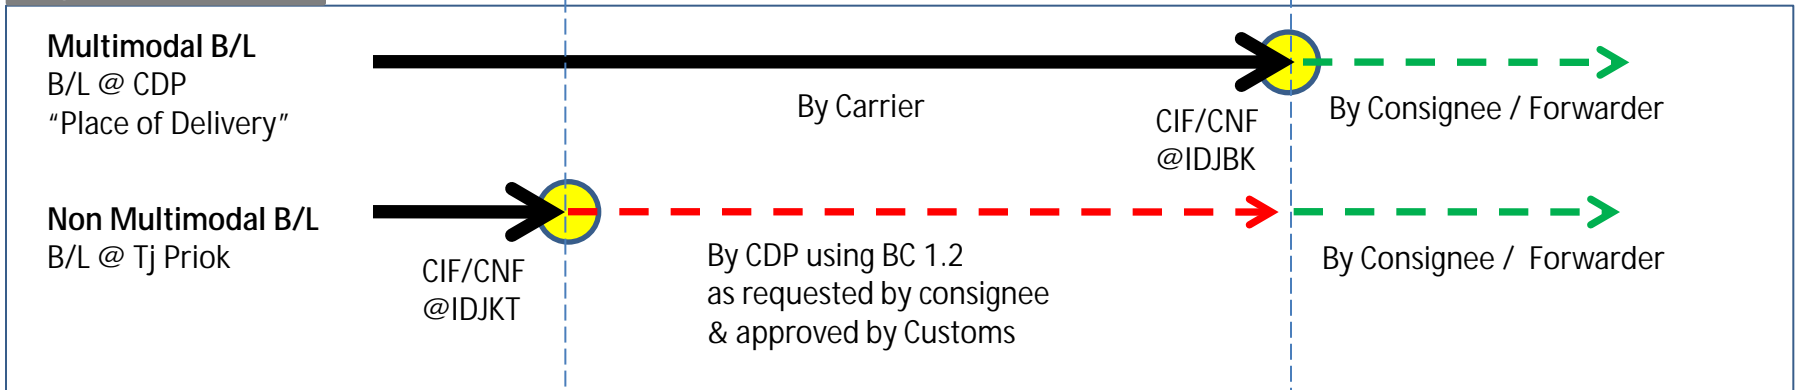 Multimodal B/L
B/L @ CDP
“Place of Delivery”
By Carrier
CIF/CNF
@IDJBK
By Consignee / Forwarder
Non Multimodal B/L
B/L @ Tj Priok
CIF/CNF
@IDJKT
By CDP using BC 1.2
as requested by consignee
& approved by Customs
By Consignee / Forwarder